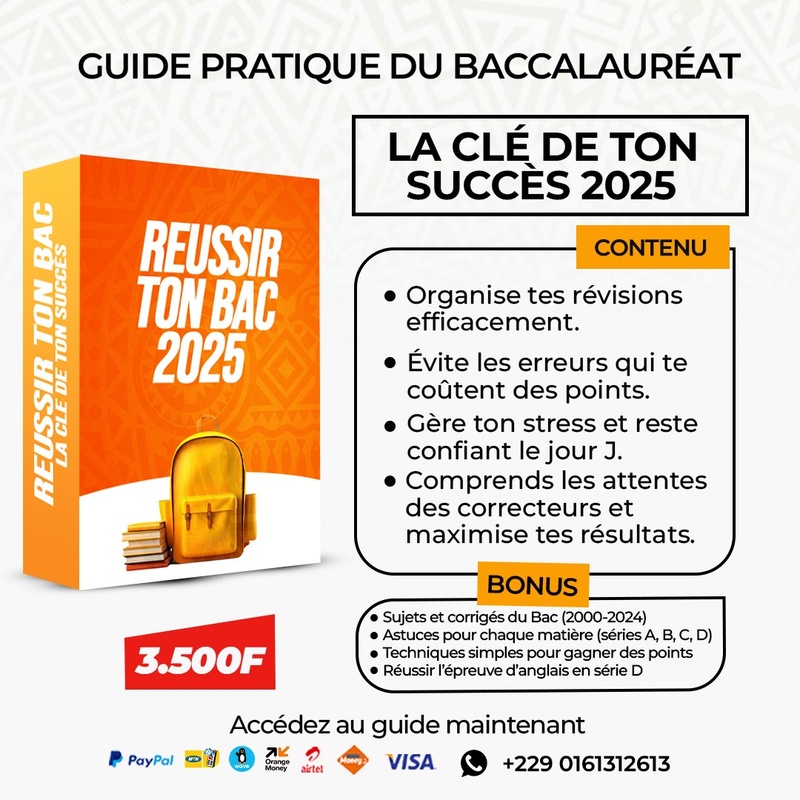 GUIDE PRATIQUE DU BACCALAURÉAT
LA CLÉ DE TON
SUCCÈS 2025
REUSSIR TON BAC
LA CLE DE TON SUCCÈS
REUSSIR
TON BAC
2025
CONTENU
• Organise tes révisions
efficacement.
• Évite les erreurs qui te
coûtent des points.
• Gère ton stress et reste
confiant le jour J.
• Comprends les attentes
des correcteurs et
maximise tes résultats.
BONUS
• Sujets et corrigés du Bac (2000-2024)
• Astuces pour chaque matière (séries A, B, C, D)
• Techniques simples pour gagner des points
• Réussir l'épreuve d'anglais en série D
3.500F
Accédez au guide maintenant
PayPal
MTN
wave
Orange
Money
airtel
Money
VISA
+229 0161312613